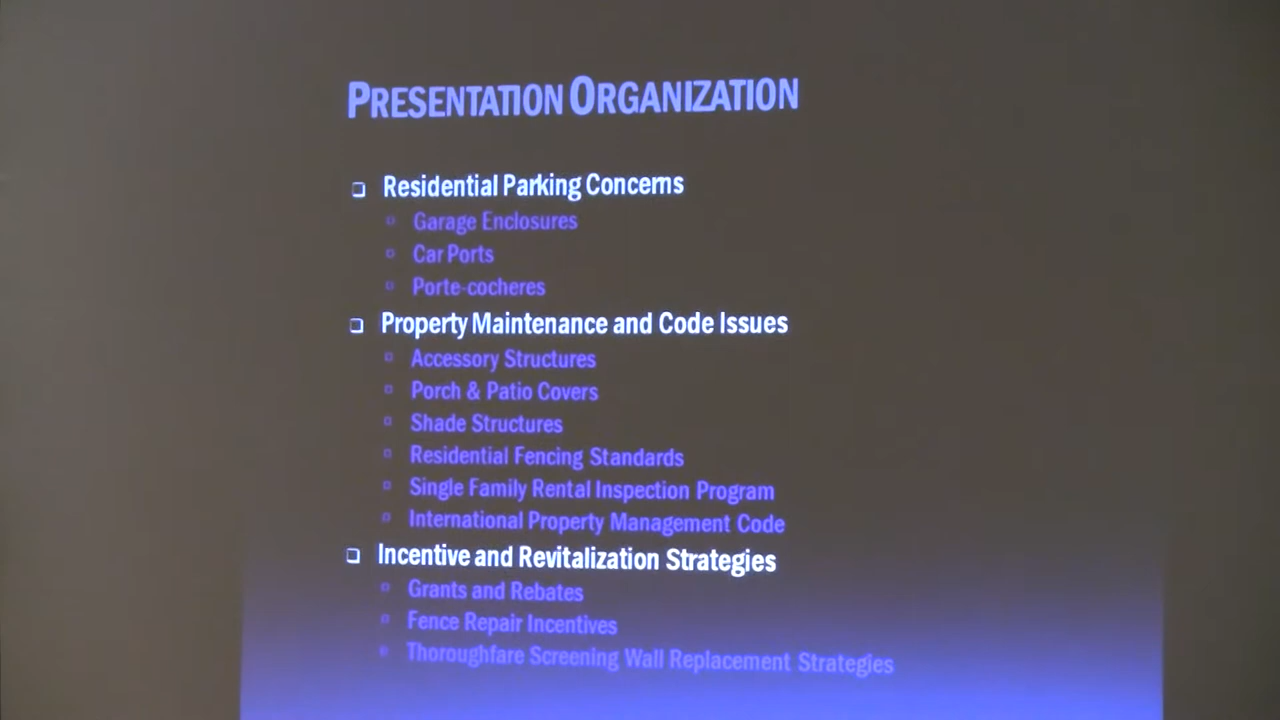 PRESENTATION ORGANIZATION
Residential Parking Concerns
Garage Enclosures
Car Ports
Porte-cocheres
Property Maintenance and Code Issues
Accessory Structures
Porch & Patio Covers
Shade Structures
Residential Fencing Standards
Single Family Rental Inspection Program
International Property Management Code
Incentive and Revitalization Strategies
Grants and Rebates
Fence Repair Incentives
Thoroughfare Screening Wall Replacement Strategies